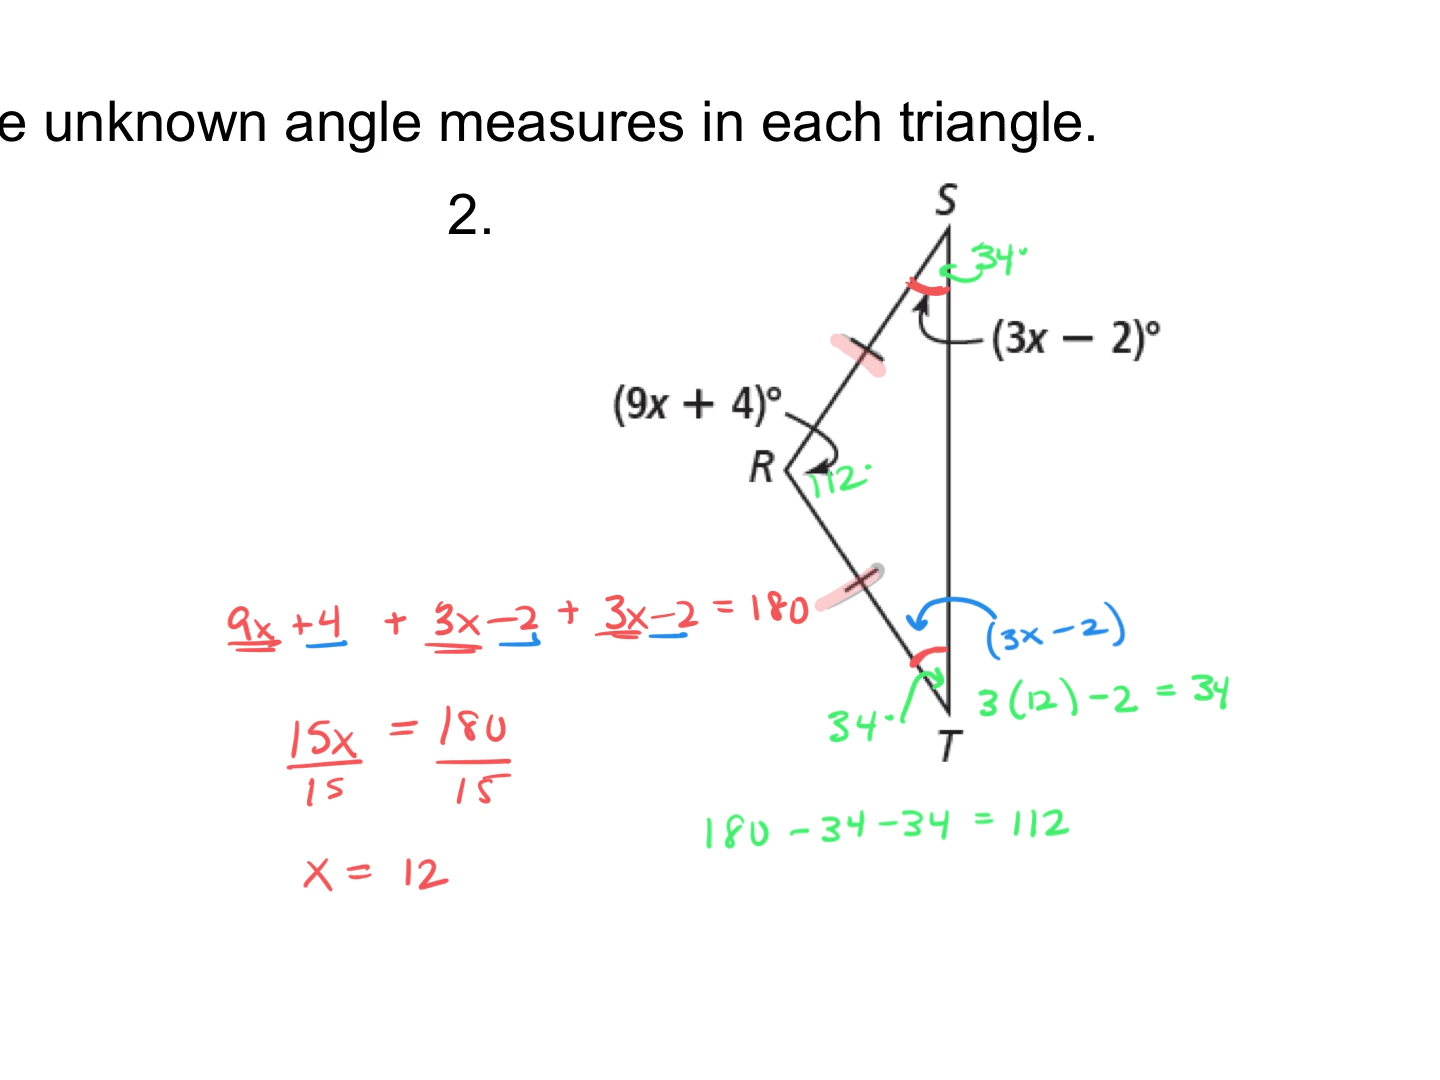 e unknown angle measures in each triangle.
2.
S
34°
(3x − 2)°
(9x + 4)°
R
112°
9x + 4 + 3x − 2 + 3x − 2 = 180
(3x − 2)
3(12) − 2 = 34
34°
T
15x = 180
15 15
180 − 34 − 34 = 112
x = 12